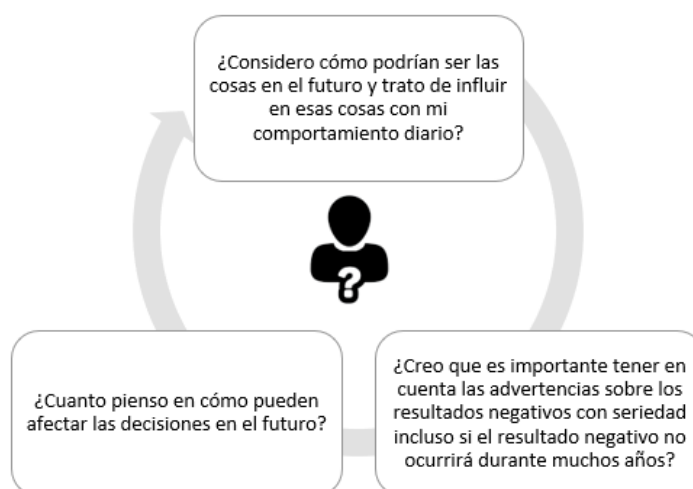 ¿Considero cómo podrían ser las
cosas en el futuro y trato de influir
en esas cosas con mi
comportamiento diario?
?
¿Cuanto pienso en cómo pueden
afectar las decisiones en el futuro?
¿Creo que es importante tener en
cuenta las advertencias sobre los
resultados negativos con seriedad
incluso si el resultado negativo no
ocurrirá durante muchos años?